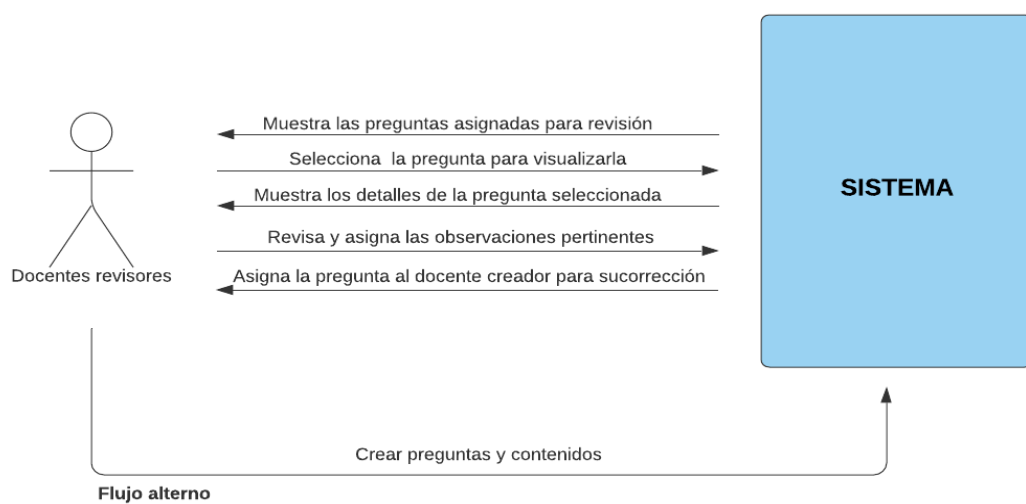 Muestra las preguntas asignadas para revisión
Selecciona la pregunta para visualizarla
Muestra los detalles de la pregunta seleccionada
SISTEMA
Revisa y asigna las observaciones pertinentes
Docentes revisores
Asigna la pregunta al docente creador para sucorrección
Crear preguntas y contenidos
Flujo alterno